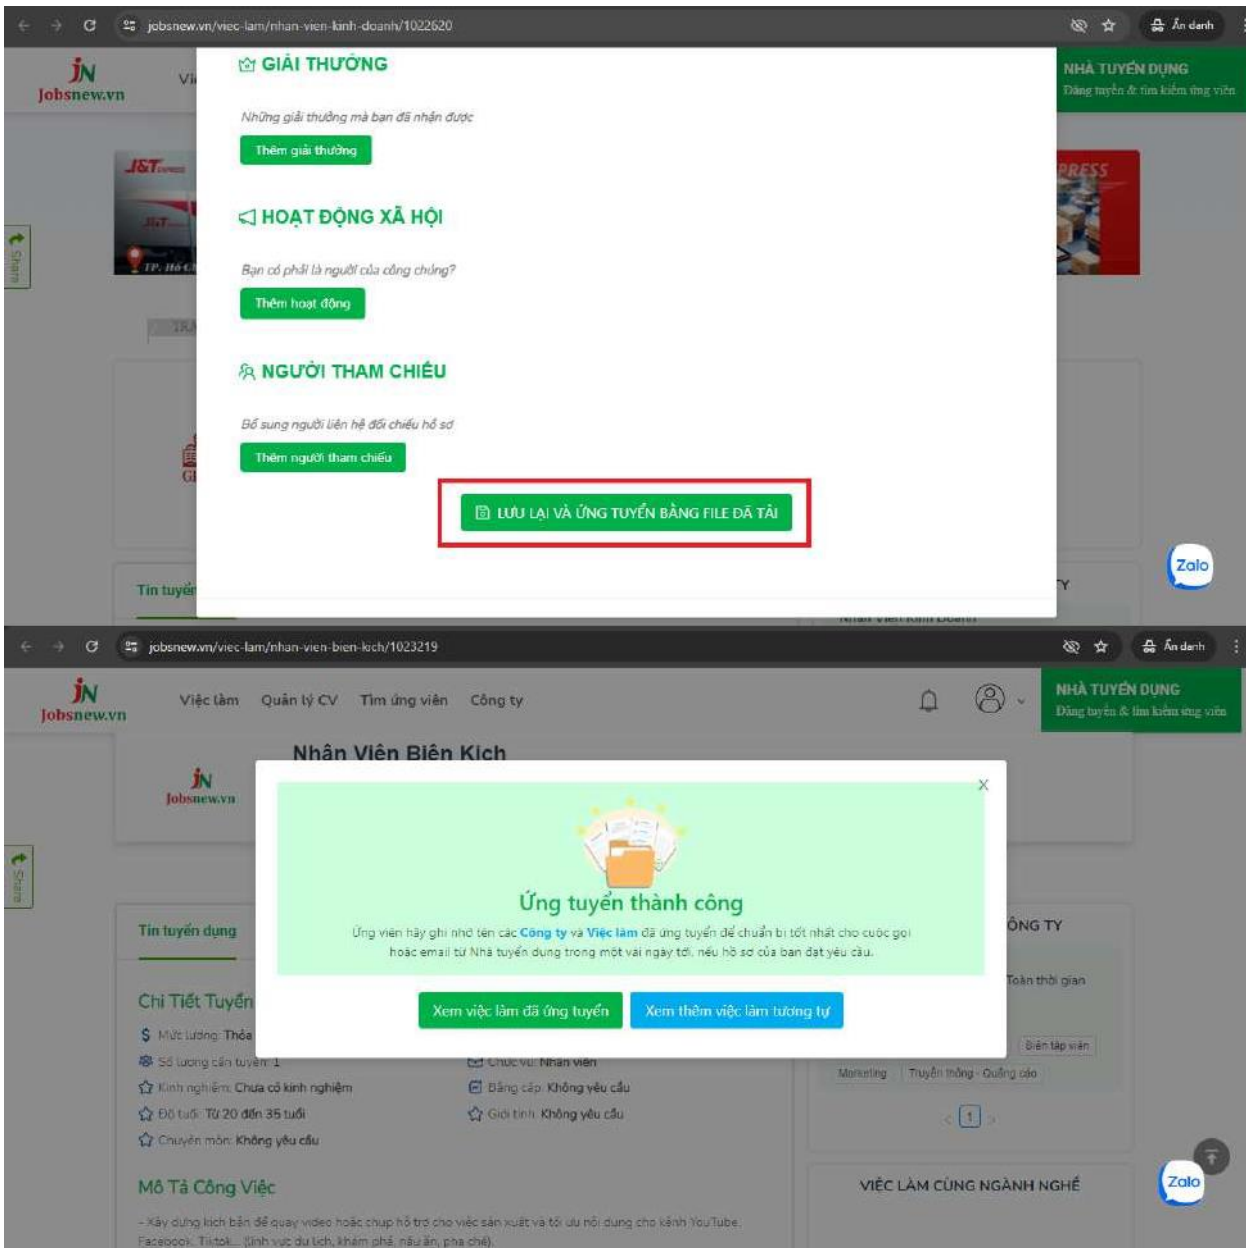 jobsnew.vn/viec-lam/nhan-vien-kinh-doanh/1022620
Ẩn danh
JN
Jobsnew.vn
GIẢI THƯỞNG
NHÀ TUYỂN DỤNG
Đăng tuyển & tìm kiếm ứng viên
Những giải thưởng mà bạn đã nhận được
Thêm giải thưởng
J&T EXPRESS
HOẠT ĐỘNG XÃ HỘI
Share
Bạn có phải là người của công chúng?
Thêm hoạt động
NGƯỜI THAM CHIẾU
Bổ sung người liên hệ đối chiếu hồ sơ
Thêm người tham chiếu
LƯU LẠI VÀ ỨNG TUYỂN BẰNG FILE ĐÃ TẢI
Zalo
Tin tuyển
Nhân Viên Kinh Doanh
jobsnew.vn/viec-lam/nhan-vien-bien-kich/1023219
Ẩn danh
JN
Jobsnew.vn
Việc làm Quản lý CV Tìm ứng viên Công ty
NHÀ TUYỂN DỤNG
Đăng tuyển & tìm kiếm ứng viên
Nhân Viên Biên Kịch
JN
Jobsnew.vn
X
Share
Ứng tuyển thành công
Ứng viên hãy ghi nhớ tên các Công ty và Việc làm đã ứng tuyển để chuẩn bị tốt nhất cho cuộc gọi
hoặc email từ Nhà tuyển dụng trong một vài ngày tới, nếu hồ sơ của bạn đạt yêu cầu.
Tin tuyển dụng
ÔNG TY
Xem việc làm đã ứng tuyển Xem thêm việc làm tương tự
Toàn thời gian
Chi Tiết Tuyển
Mức lương: Thỏa
Số lượng cần tuyển: 1 Chức vụ: Nhân viên
Biên tập viên
Kinh nghiệm: Chưa có kinh nghiệm Bằng cấp: Không yêu cầu
Marketing Truyền thông - Quảng cáo
Độ tuổi: Từ 20 đến 35 tuổi Giới tính: Không yêu cầu
< 1 >
Chuyên môn: Không yêu cầu
Mô Tả Công Việc
VIỆC LÀM CÙNG NGÀNH NGHỀ
Zalo
- Xây dựng kịch bản để quay video hoặc chụp hỗ trợ cho việc sản xuất và tối ưu nội dung cho kênh YouTube,
Facebook, Tiktok... (lĩnh vực du lịch, khám phá, nấu ăn, pha chế).